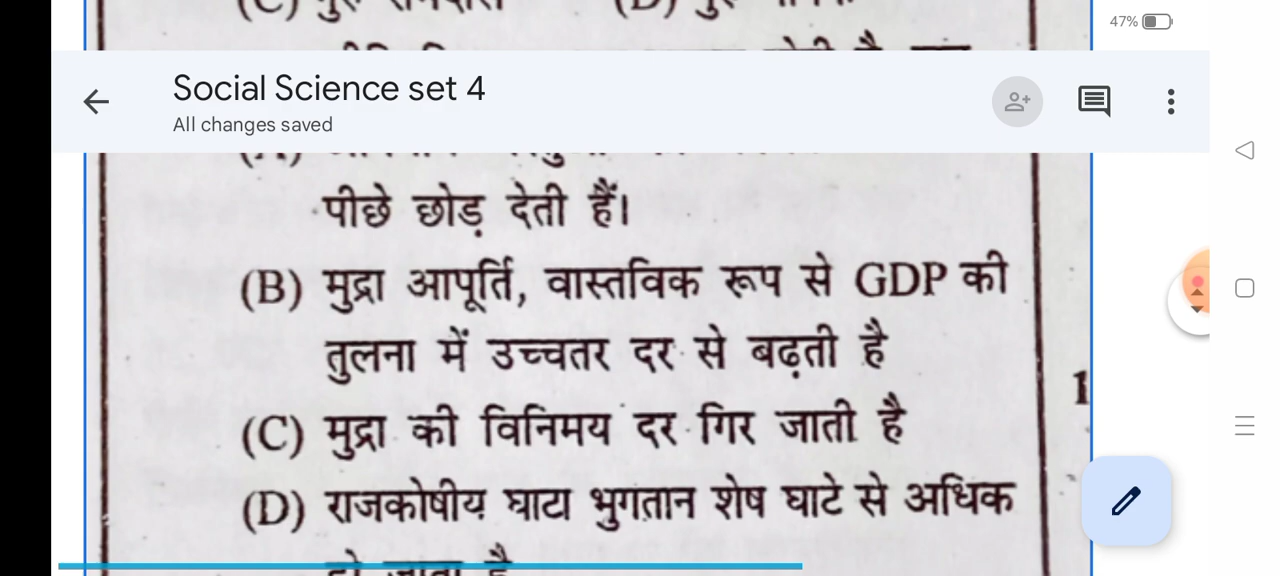 47%
Social Science set 4
All changes saved
पीछे छोड़ देती हैं।
(B) मुद्रा आपूर्ति, वास्तविक रूप से GDP की
तुलना में उच्चतर दर से बढ़ती है
1
(C) मुद्रा की विनिमय दर गिर जाती है
(D) राजकोषीय घाटा भुगतान शेष घाटे से अधिक